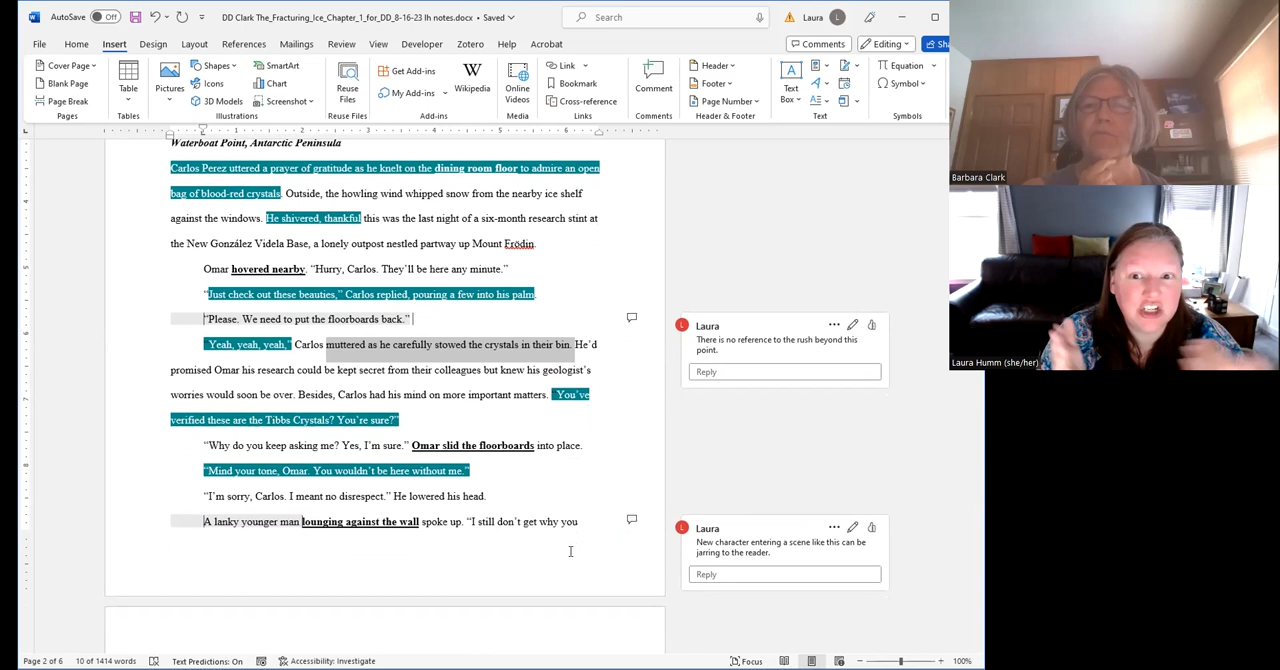 AutoSave Off DD Clark The_Fracturing_Ice_Chapter_1_for_DD_8-16-23 lh notes.docx • Saved Search Laura L
File Home Insert Design Layout References Mailings Review View Developer Zotero Help Acrobat Comments Editing Sha
Cover Page
Blank Page
Page Break
Pages
Table
Tables
Pictures
Shapes
Icons
3D Models
SmartArt
Chart
Screenshot
Illustrations
Reuse
Files
Reuse Files
Get Add-ins
My Add-ins
Wikipedia
Add-ins
Online
Videos
Media
Link
Bookmark
Cross-reference
Links
Comment
Comments
Header
Footer
Page Number
Header & Footer
Text
Box
Text
Equation
Symbol
Symbols
Waterboat Point, Antarctic Peninsula
Carlos Perez uttered a prayer of gratitude as he knelt on the dining room floor to admire an open
bag of blood-red crystals. Outside, the howling wind whipped snow from the nearby ice shelf
against the windows. He shivered, thankful this was the last night of a six-month research stint at
the New González Videla Base, a lonely outpost nestled partway up Mount Frödin.
Omar hovered nearby. “Hurry, Carlos. They’ll be here any minute.”
“Just check out these beauties,” Carlos replied, pouring a few into his palm.
“Please. We need to put the floorboards back.”
“Yeah, yeah, yeah,” Carlos muttered as he carefully stowed the crystals in their bin. He’d
promised Omar his research could be kept secret from their colleagues but knew his geologist’s
worries would soon be over. Besides, Carlos had his mind on more important matters. “You’ve
verified these are the Tibbs Crystals? You’re sure?”
“Why do you keep asking me? Yes, I’m sure.” Omar slid the floorboards into place.
“Mind your tone, Omar. You wouldn’t be here without me.”
“I’m sorry, Carlos. I meant no disrespect.” He lowered his head.
A lanky younger man lounging against the wall spoke up. “I still don’t get why you
L Laura
There is no reference to the rush beyond this
point.
Reply
L Laura
New character entering a scene like this can be
jarring to the reader.
Reply
Barbara Clark
Laura Humm (she/her)
Page 2 of 6 10 of 1414 words Text Predictions: On Accessibility: Investigate Focus 100%